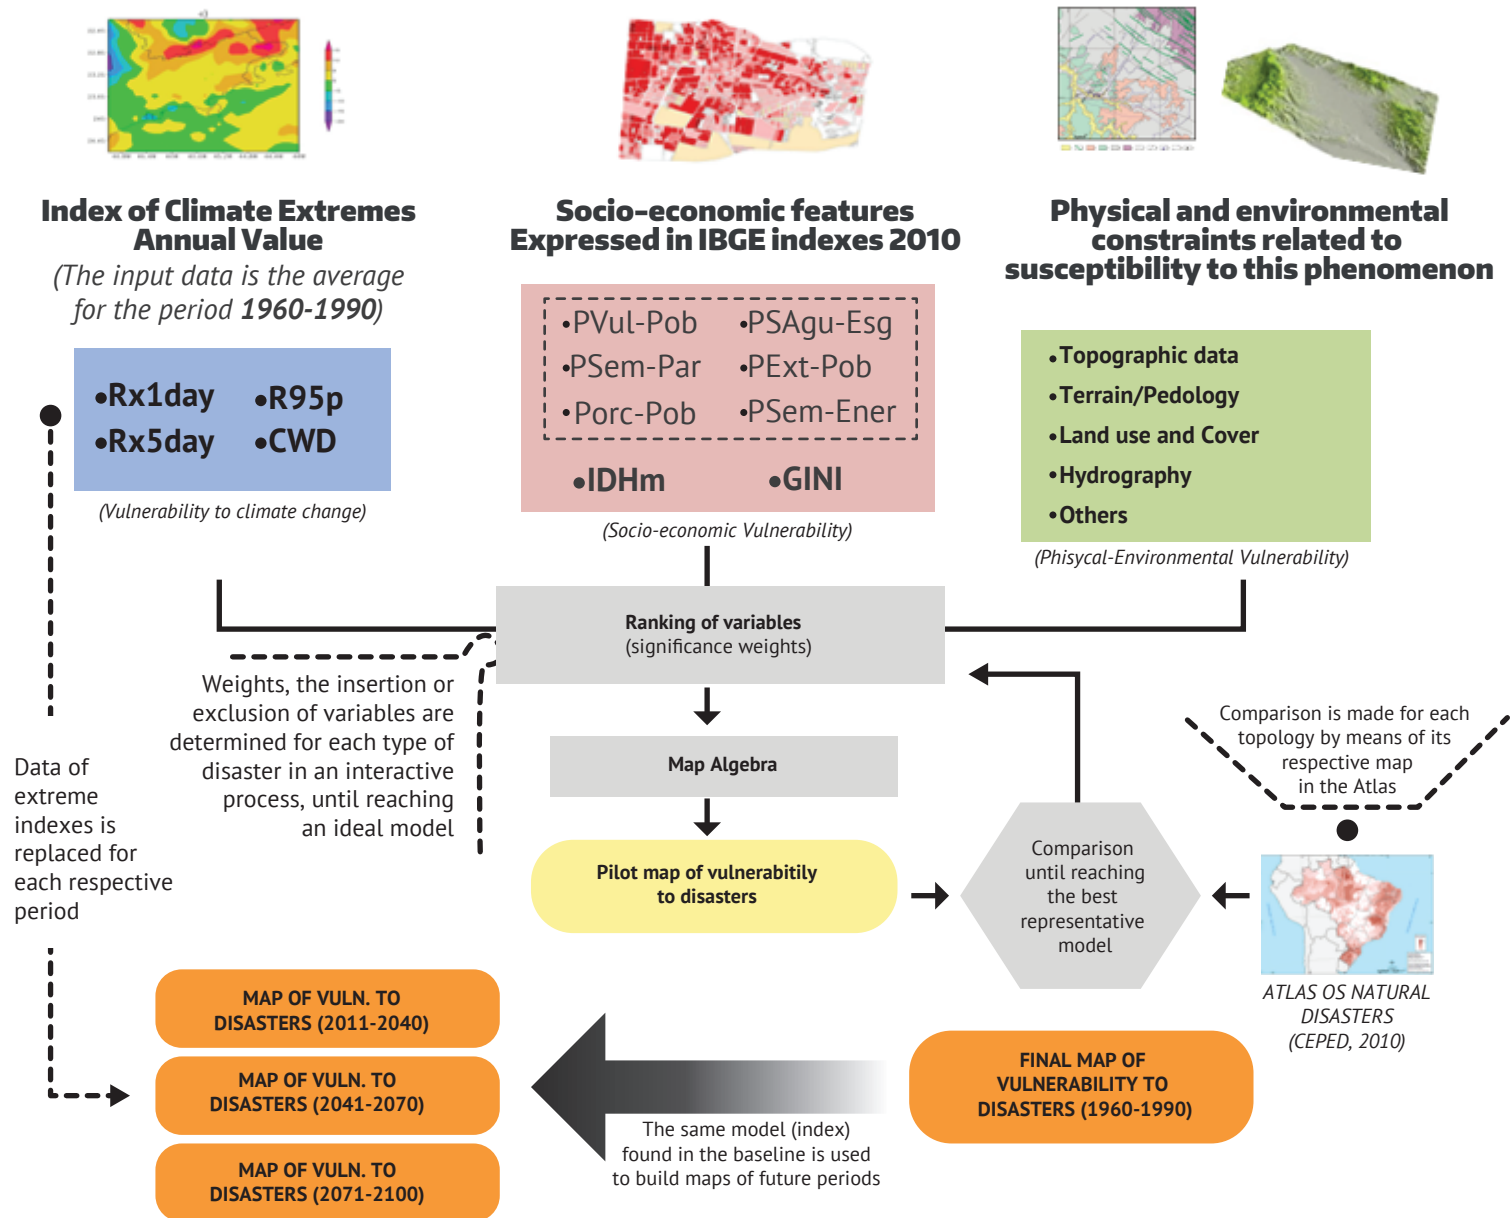 Index of Climate Extremes
Annual Value
(The input data is the average
for the period 1960-1990)
•Rx1day
•R95p
•Rx5day
•CWD
(Vulnerability to climate change)
Socio-economic features
Expressed in IBGE indexes 2010
•PVul-Pob
•PSAgu-Esg
•PSem-Par
•PExt-Pob
•Porc-Pob
•PSem-Ener
•IDHm
•GINI
(Socio-economic Vulnerability)
Physical and environmental
constraints related to
susceptibility to this phenomenon
•Topographic data
•Terrain/Pedology
•Land use and Cover
•Hydrography
•Others
(Phisycal-Environmental Vulnerability)
Ranking of variables
(significance weights)
Weights, the insertion or
exclusion of variables are
determined for each type of
disaster in an interactive
process, until reaching
an ideal model
Data of
extreme
indexes is
replaced for
each respective
period
Map Algebra
Pilot map of vulnerabitily
to disasters
Comparison
until reaching
the best
representative
model
Comparison is made for each
topology by means of its
respective map
in the Atlas
ATLAS OS NATURAL
DISASTERS
(CEPED, 2010)
FINAL MAP OF
VULNERABILITY TO
DISASTERS (1960-1990)
The same model (index)
found in the baseline is used
to build maps of future periods
MAP OF VULN. TO
DISASTERS (2011-2040)
MAP OF VULN. TO
DISASTERS (2041-2070)
MAP OF VULN. TO
DISASTERS (2071-2100)